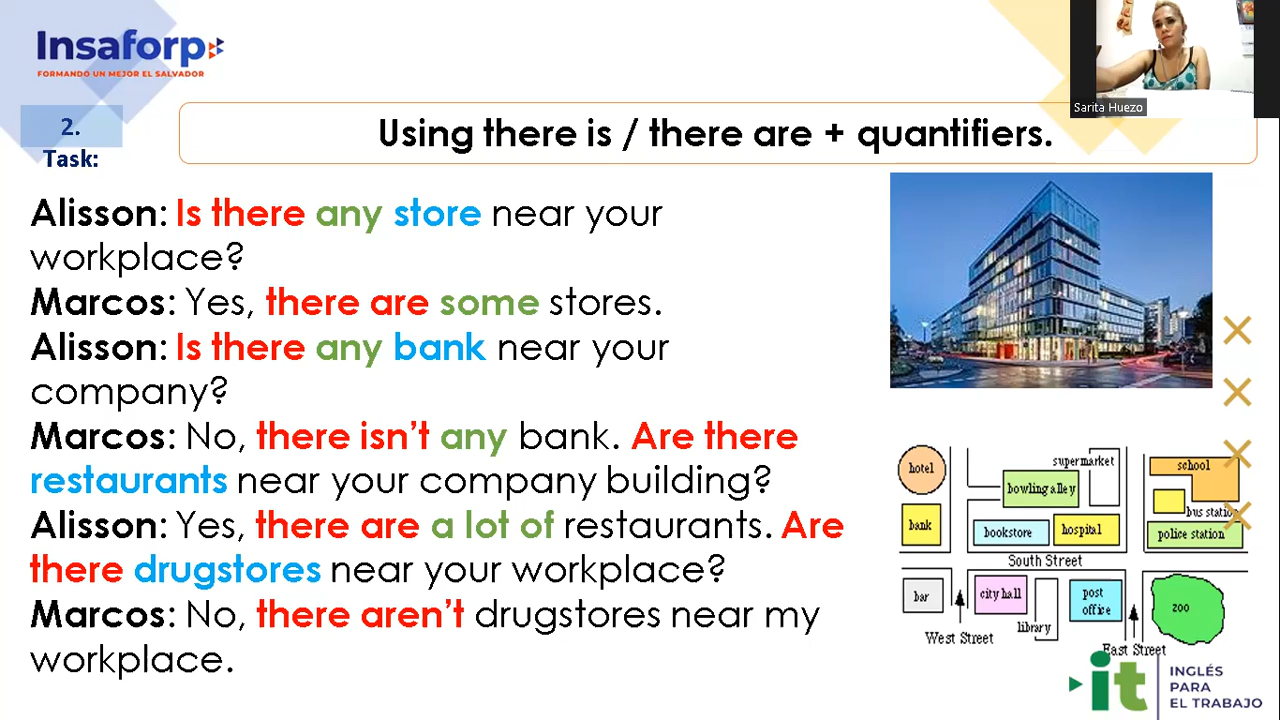 Insaforp
FORMANDO UN MEJOR EL SALVADOR
Sarita Huezo
2.
Task:
Using there is / there are + quantifiers.
Alisson: Is there any store near your
workplace?
Marcos: Yes, there are some stores.
Alisson: Is there any bank near your
company?
Marcos: No, there isn't any bank. Are there
restaurants near your company building?
Alisson: Yes, there are a lot of restaurants. Are
there drugstores near your workplace?
Marcos: No, there aren't drugstores near my
workplace.
hotel
supermarket
school
bowling alley
bus station
bank
bookstore
hospital
police station
South Street
bar
city hall
post
office
zoo
library
West Street
East Street
it
INGLÉS
PARA
EL TRABAJO